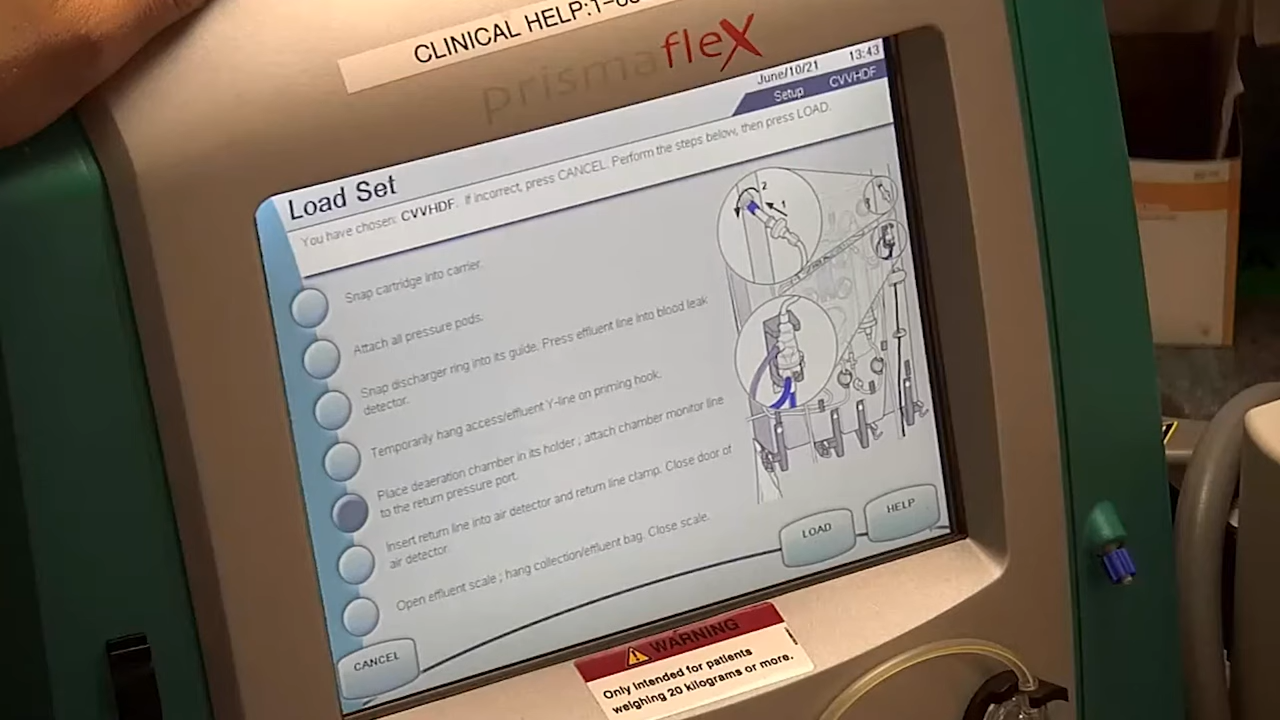 CLINICAL HELP:1-
prismaflex
June/10/21 13:43
Setup CVVHDF
Load Set
You have chosen: CVVHDF. If incorrect, press CANCEL. Perform the steps below, then press LOAD.
Snap cartridge into carrier.
Attach all pressure pods.
Snap discharger ring into its guide. Press effluent line into blood leak
detector.
Temporarily hang access/effluent Y-line on priming hook.
Place deaeration chamber in its holder ; attach chamber monitor line
to the return pressure port.
Insert return line into air detector and return line clamp. Close door of
air detector.
Open effluent scale ; hang collection/effluent bag. Close scale.
2
1
LOAD
HELP
CANCEL
WARNING
Only intended for patients
weighing 20 kilograms or more.